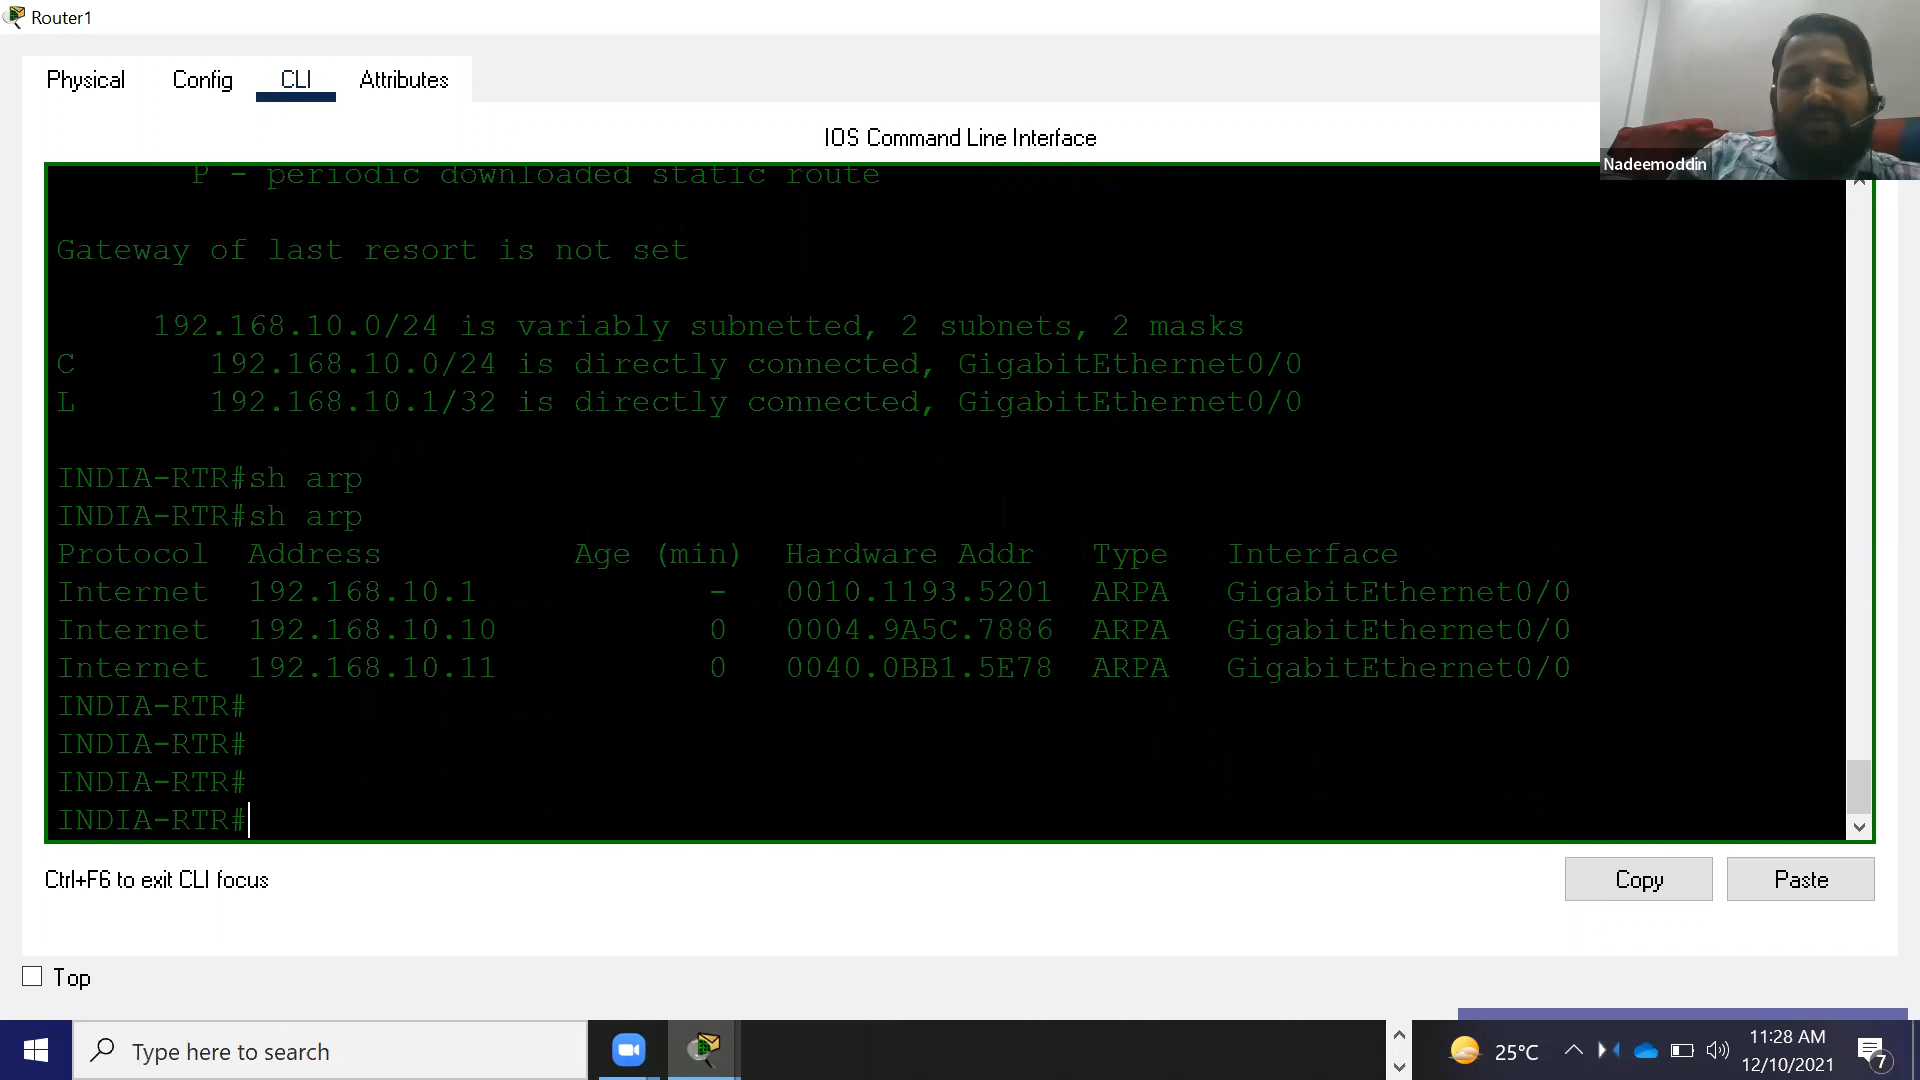 Router1
Physical Config CLI Attributes
IOS Command Line Interface
Nadeemoddin
P - periodic downloaded static route
Gateway of last resort is not set
192.168.10.0/24 is variably subnetted, 2 subnets, 2 masks
C 192.168.10.0/24 is directly connected, GigabitEthernet0/0
L 192.168.10.1/32 is directly connected, GigabitEthernet0/0
INDIA-RTR#sh arp
INDIA-RTR#sh arp
Protocol Address Age (min) Hardware Addr Type Interface
Internet 192.168.10.1 - 0010.1193.5201 ARPA GigabitEthernet0/0
Internet 192.168.10.10 0 0004.9A5C.7886 ARPA GigabitEthernet0/0
Internet 192.168.10.11 0 0040.0BB1.5E78 ARPA GigabitEthernet0/0
INDIA-RTR#
INDIA-RTR#
INDIA-RTR#
INDIA-RTR#
Ctrl+F6 to exit CLI focus
Copy Paste
Top
Type here to search
25°C
11:28 AM
12/10/2021
7